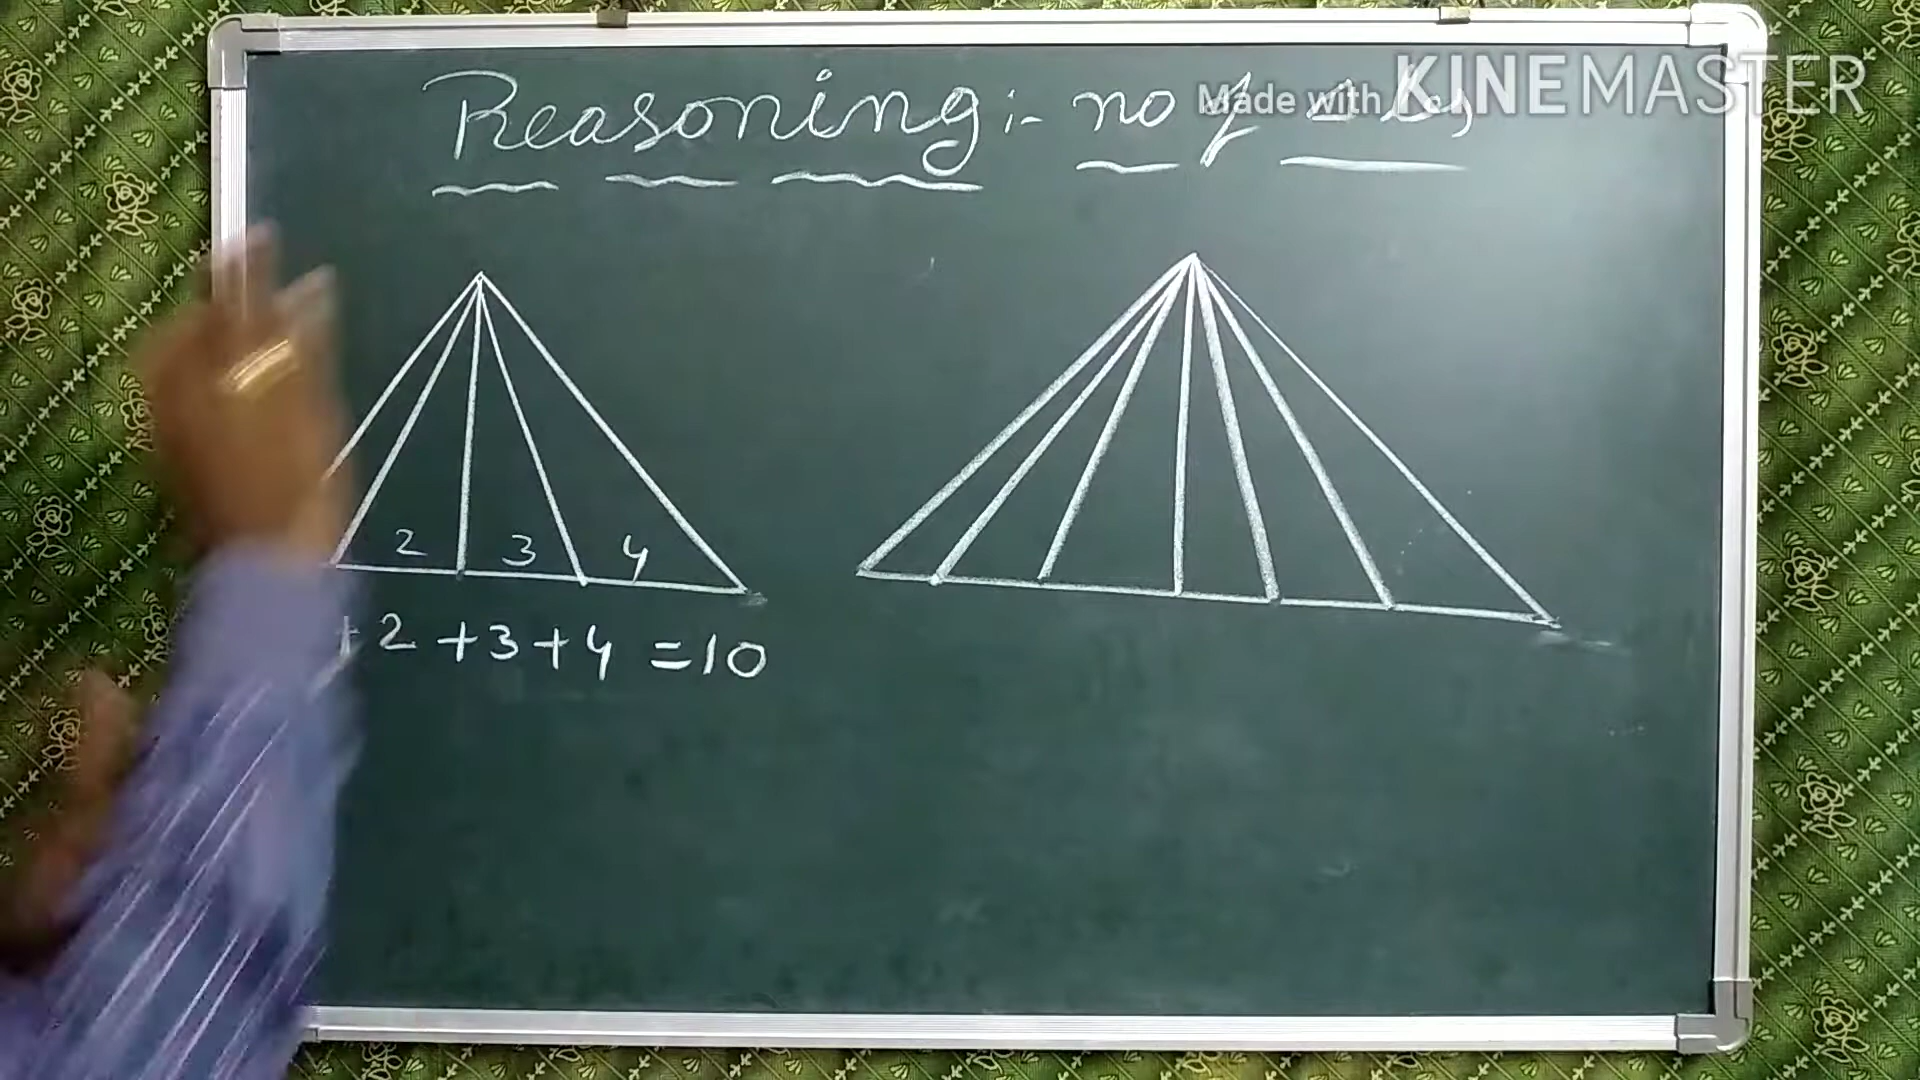 Reasoning :- no of
Made with KINEMASTER
2 3 4
+2 +3 +4 =10